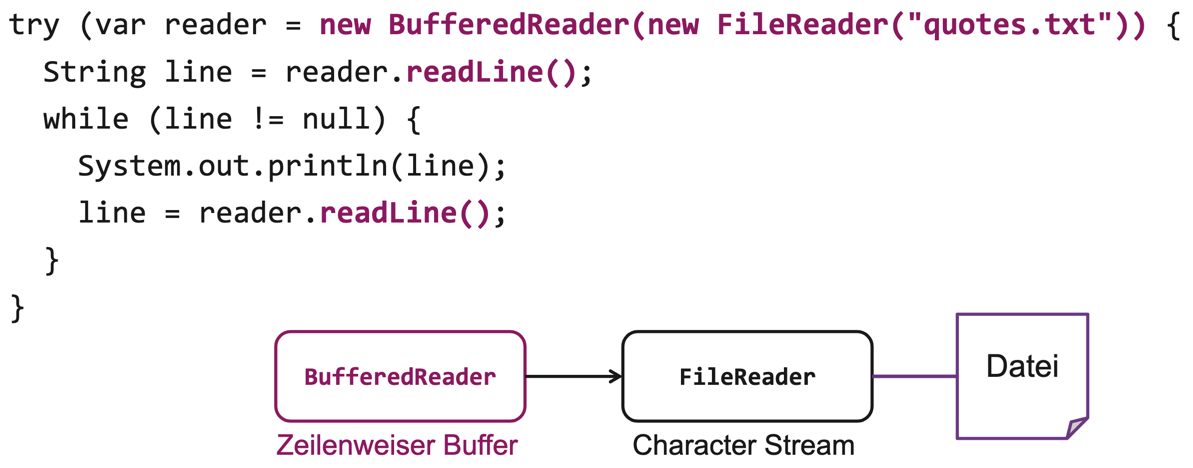 try (var reader = new BufferedReader(new FileReader("quotes.txt")) {
  String line = reader.readLine();
  while (line != null) {
    System.out.println(line);
    line = reader.readLine();
  }
}
BufferedReader
FileReader
Datei
Zeilenweiser Buffer
Character Stream